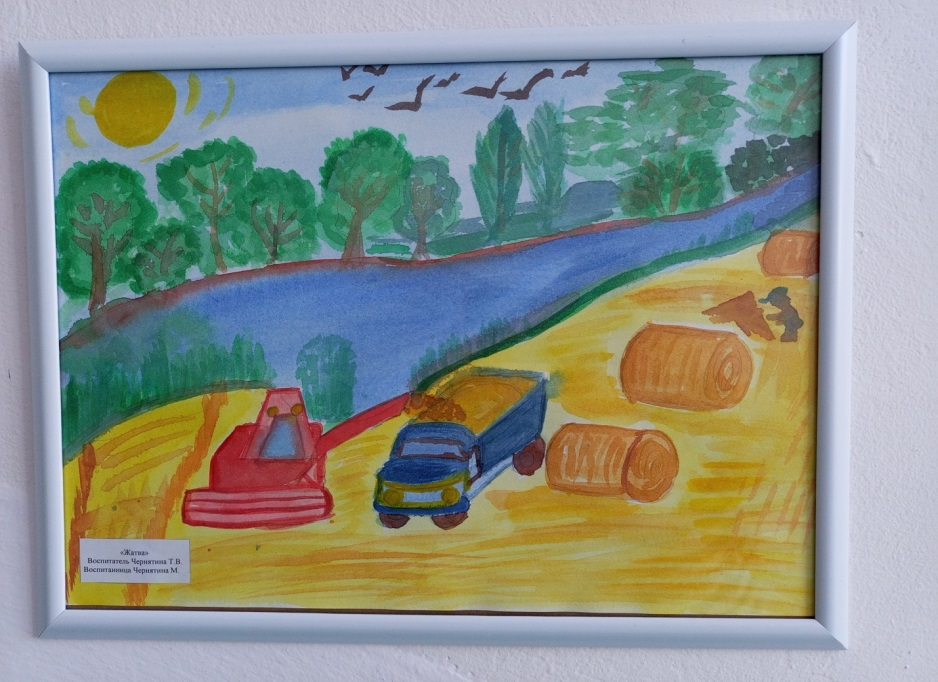 «Жатва»
Воспитатель Чернятина Т.В.
Воспитанница Чернятина М.